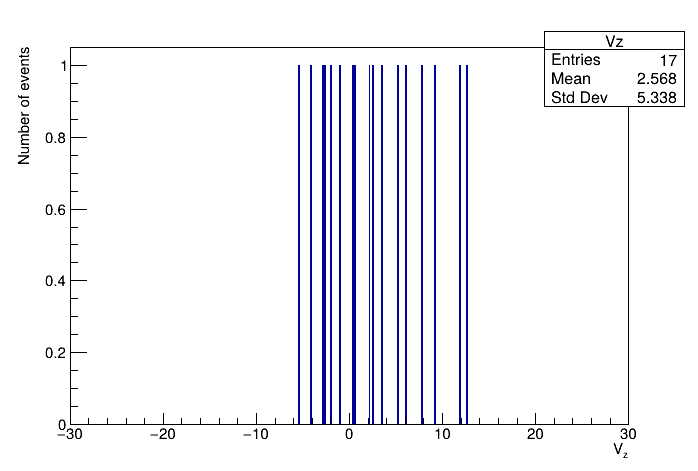 Vz
Entries 17
Mean 2.568
Std Dev 5.338
Number of events
1
0.8
0.6
0.4
0.2
0
−30 −20 −10 0 10 20 30
Vz